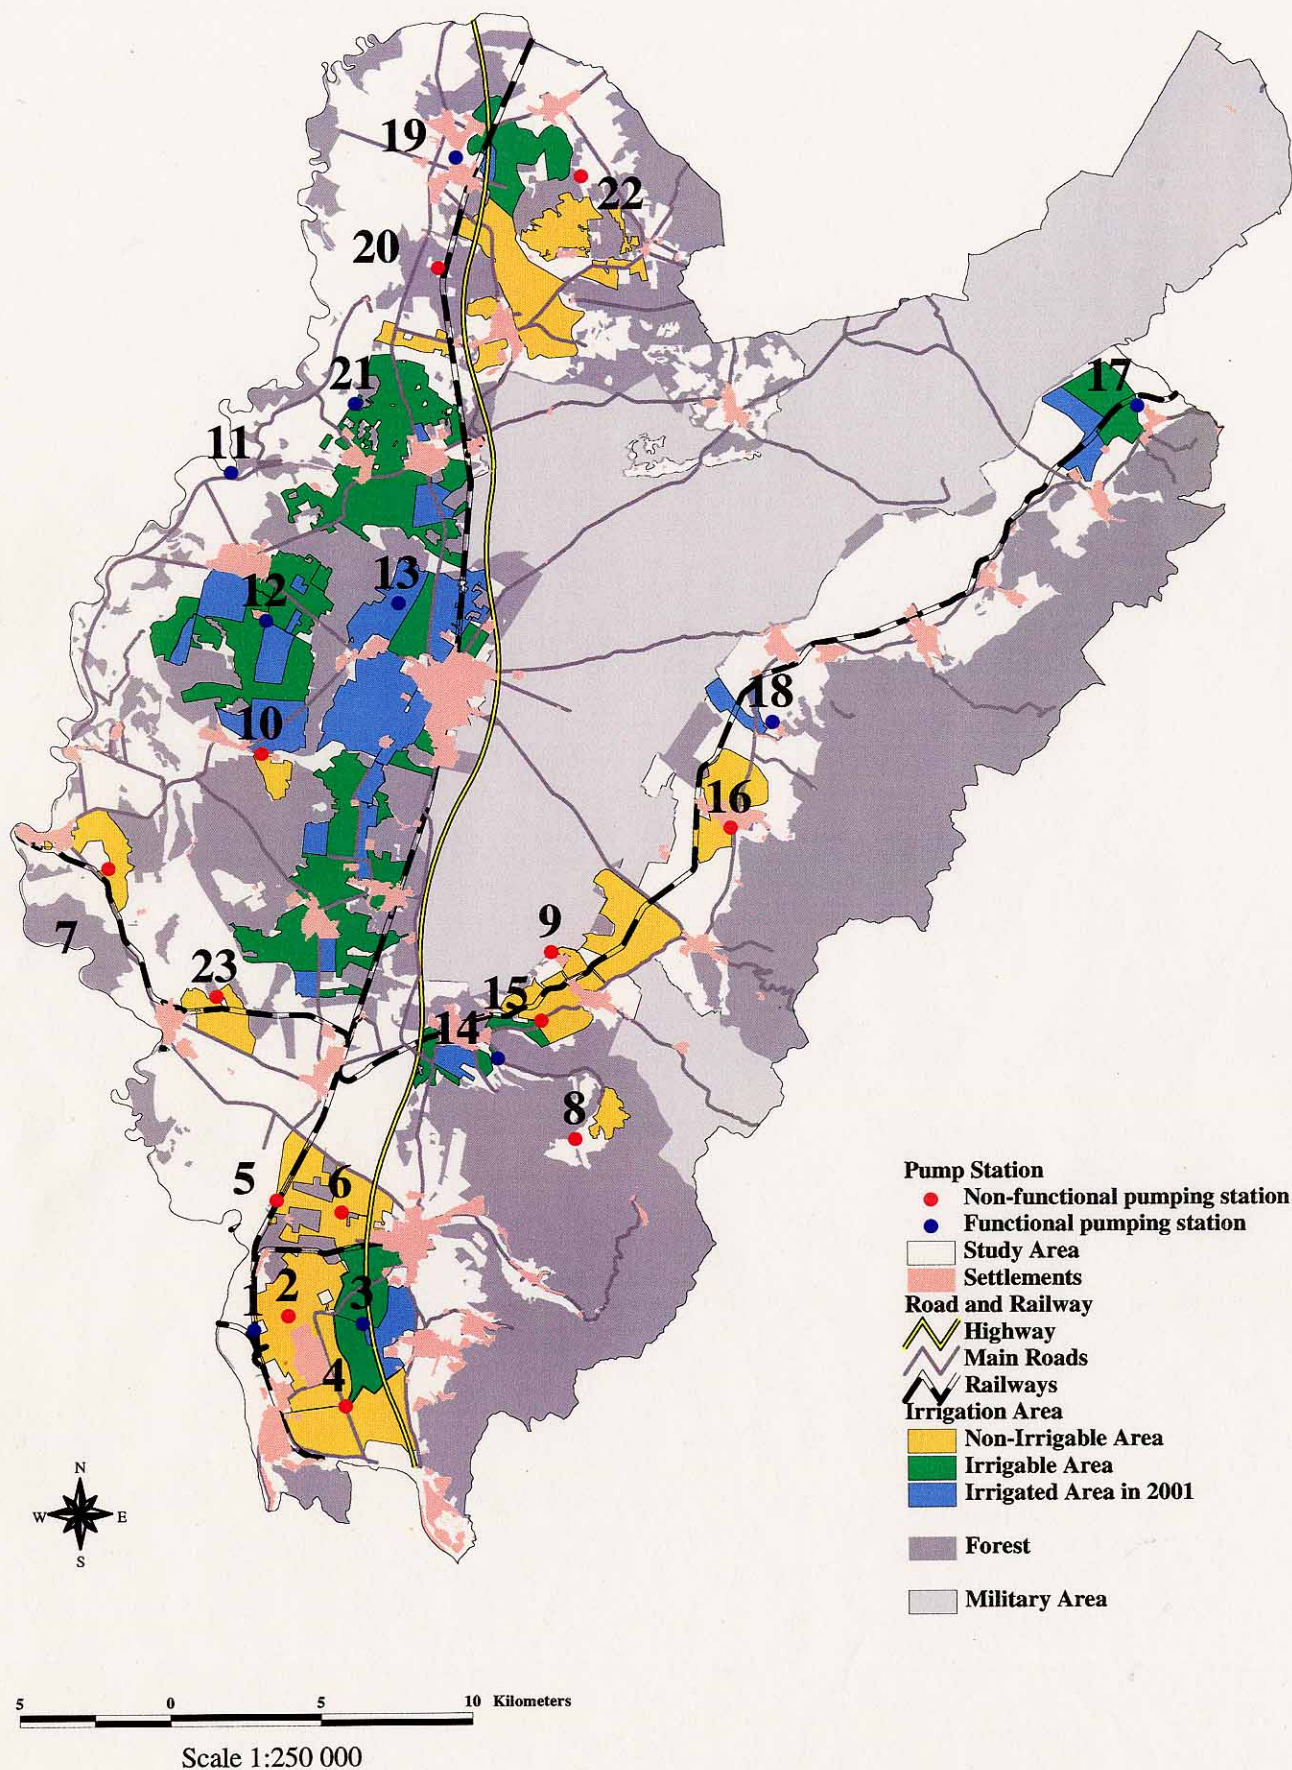 19
22
20
21
17
11
13
12
18
10
16
9
7
23
15
14
8
5
6
Pump Station
Non-functional pumping station
Functional pumping station
Study Area
Settlements
Road and Railway
Highway
Main Roads
Railways
Irrigation Area
Non-Irrigable Area
Irrigable Area
Irrigated Area in 2001
Forest
Military Area
1
2
3
4
N
W
E
S
5 0 5 10 Kilometers
Scale 1:250 000